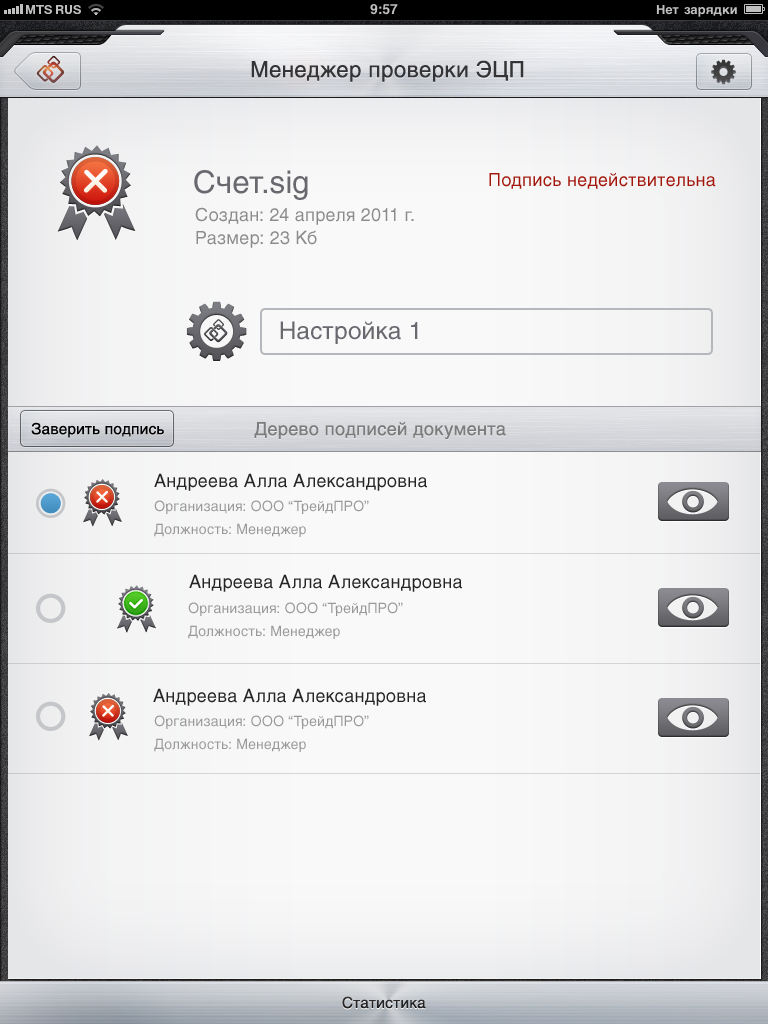 MTS RUS
9:57
Нет зарядки
Менеджер проверки ЭЦП
Счет.sig
Подпись недействительна
Создан: 24 апреля 2011 г.
Размер: 23 Кб
Настройка 1
Заверить подпись
Дерево подписей документа
Андреева Алла Александровна
Организация: ООО “ТрейдПРО”
Должность: Менеджер
Андреева Алла Александровна
Организация: ООО “ТрейдПРО”
Должность: Менеджер
Андреева Алла Александровна
Организация: ООО “ТрейдПРО”
Должность: Менеджер
Статистика